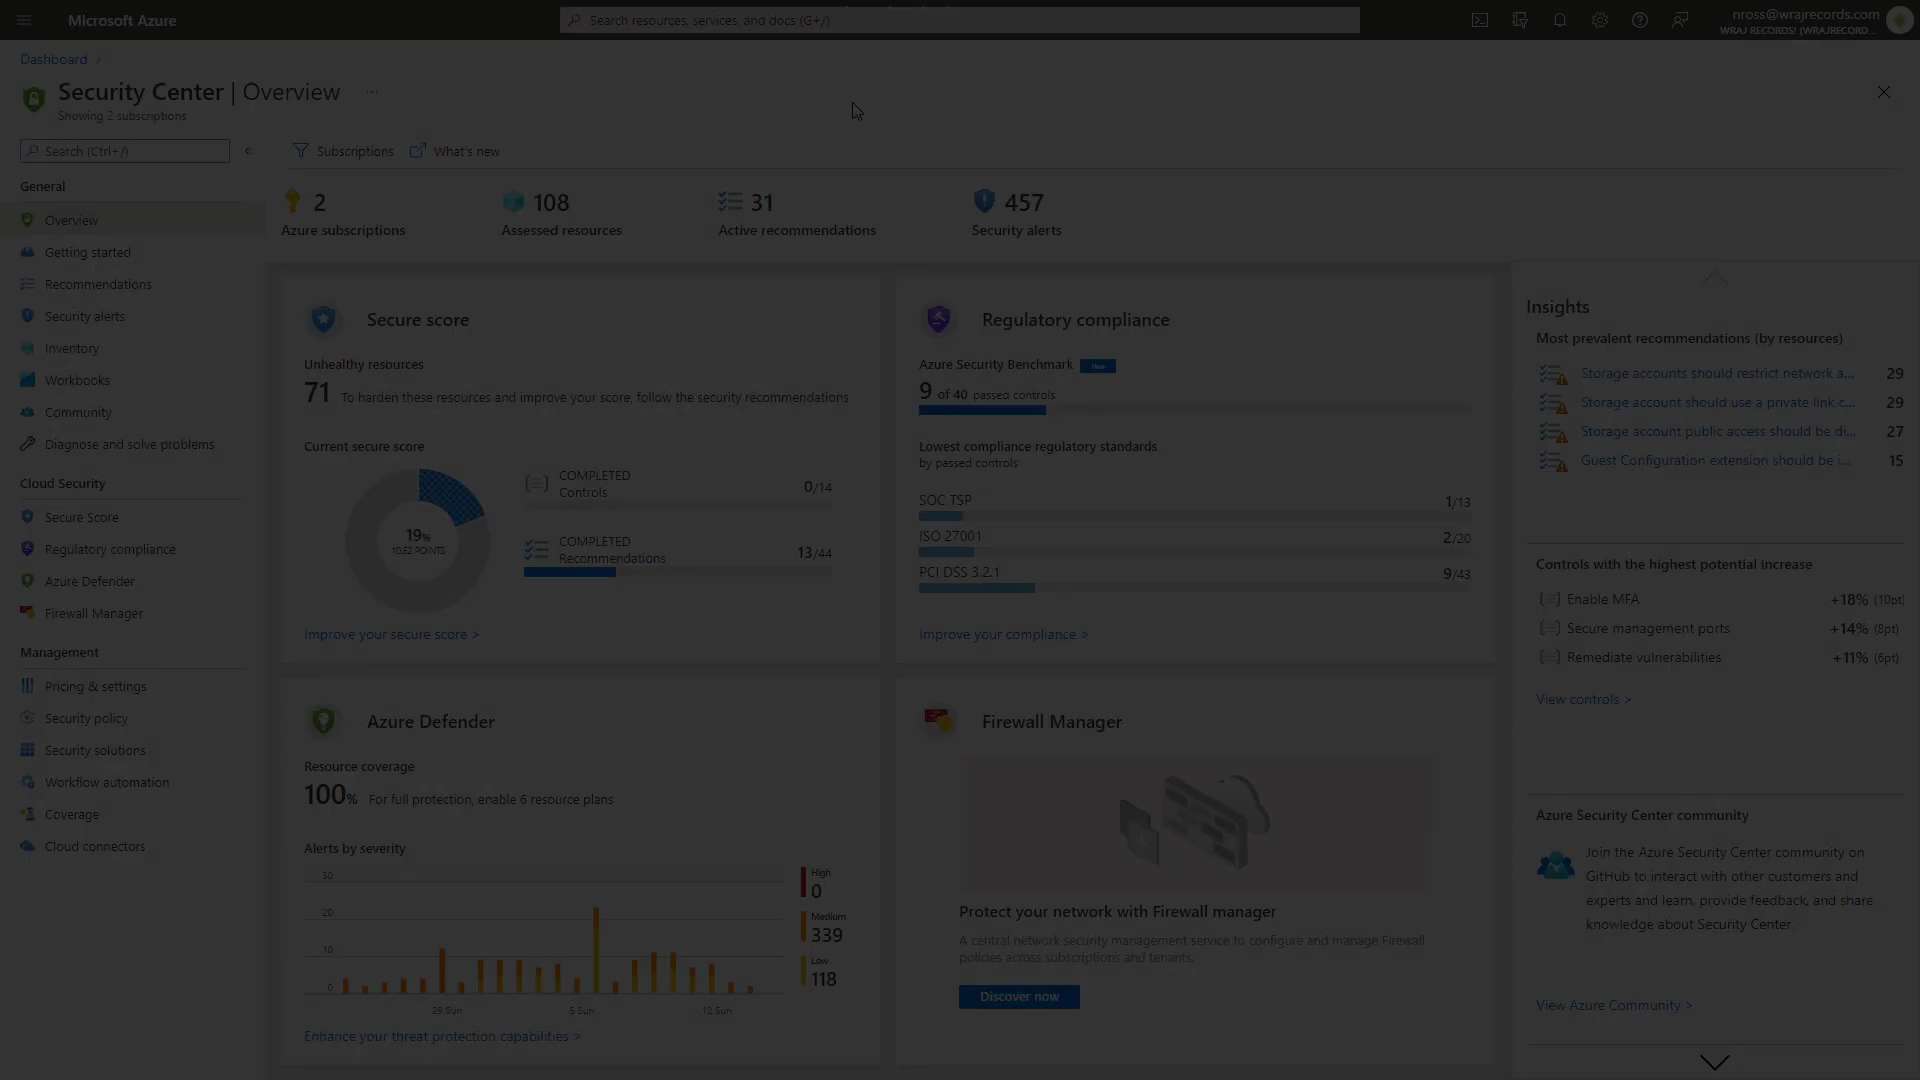 Microsoft Azure
Search resources, services, and docs (G+/)
nross@wrajrecords.com
WRAJ RECORDS! (WRAJRECORD...
Dashboard >
Security Center | Overview ...
Showing 2 subscriptions
Search (Ctrl+/) «
Subscriptions What's new
General
Overview
Getting started
Recommendations
Security alerts
Inventory
Workbooks
Community
Diagnose and solve problems
Cloud Security
Secure Score
Regulatory compliance
Azure Defender
Firewall Manager
Management
Pricing & settings
Security policy
Security solutions
Workflow automation
Coverage
Cloud connectors
2
Azure subscriptions
108
Assessed resources
31
Active recommendations
457
Security alerts
Secure score
Unhealthy resources
71 To harden these resources and improve your score, follow the security recommendations
Current secure score
19%
10.52 POINTS
COMPLETED
Controls 0/14
COMPLETED
Recommendations 13/44
Improve your secure score >
Regulatory compliance
Azure Security Benchmark New
9 of 40 passed controls
Lowest compliance regulatory standards
by passed controls
SOC TSP 1/13
ISO 27001 2/20
PCI DSS 3.2.1 9/43
Improve your compliance >
Azure Defender
Resource coverage
100% For full protection, enable 6 resource plans
Alerts by severity
30
20
10
0
29 Sun 5 Sun 12 Sun
High
0
Medium
339
Low
118
Enhance your threat protection capabilities >
Firewall Manager
Protect your network with Firewall manager
A central network security management service to configure and manage Firewall
policies across subscriptions and tenants.
Discover now
Insights
Most prevalent recommendations (by resources)
Storage accounts should restrict network a... 29
Storage account should use a private link c... 29
Storage account public access should be di... 27
Guest Configuration extension should be i... 15
Controls with the highest potential increase
Enable MFA +18% (10pt)
Secure management ports +14% (8pt)
Remediate vulnerabilities +11% (6pt)
View controls >
Azure Security Center community
Join the Azure Security Center community on
GitHub to interact with other customers and
experts and learn, provide feedback, and share
knowledge about Security Center.
View Azure Community >